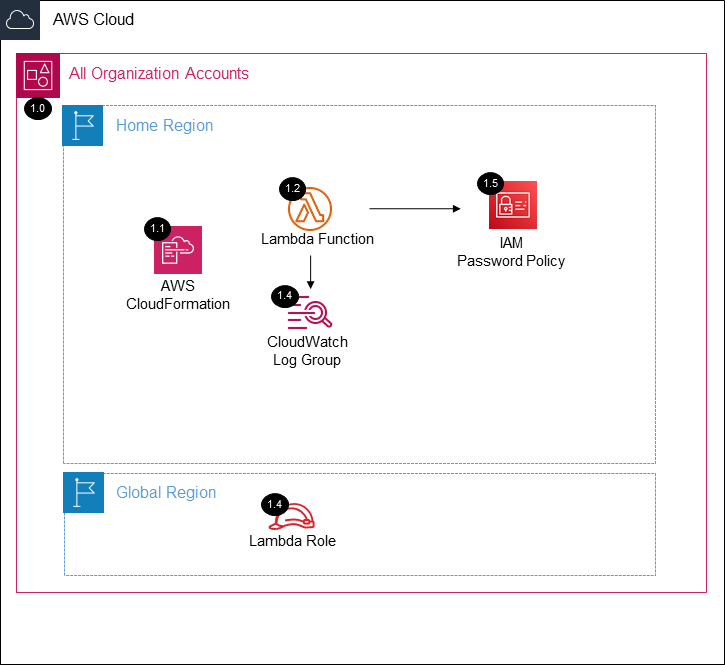 AWS Cloud
All Organization Accounts
1.0
Home Region
1.2
Lambda Function
1.5
IAM
Password Policy
1.1
AWS
CloudFormation
1.4
CloudWatch
Log Group
Global Region
1.4
Lambda Role